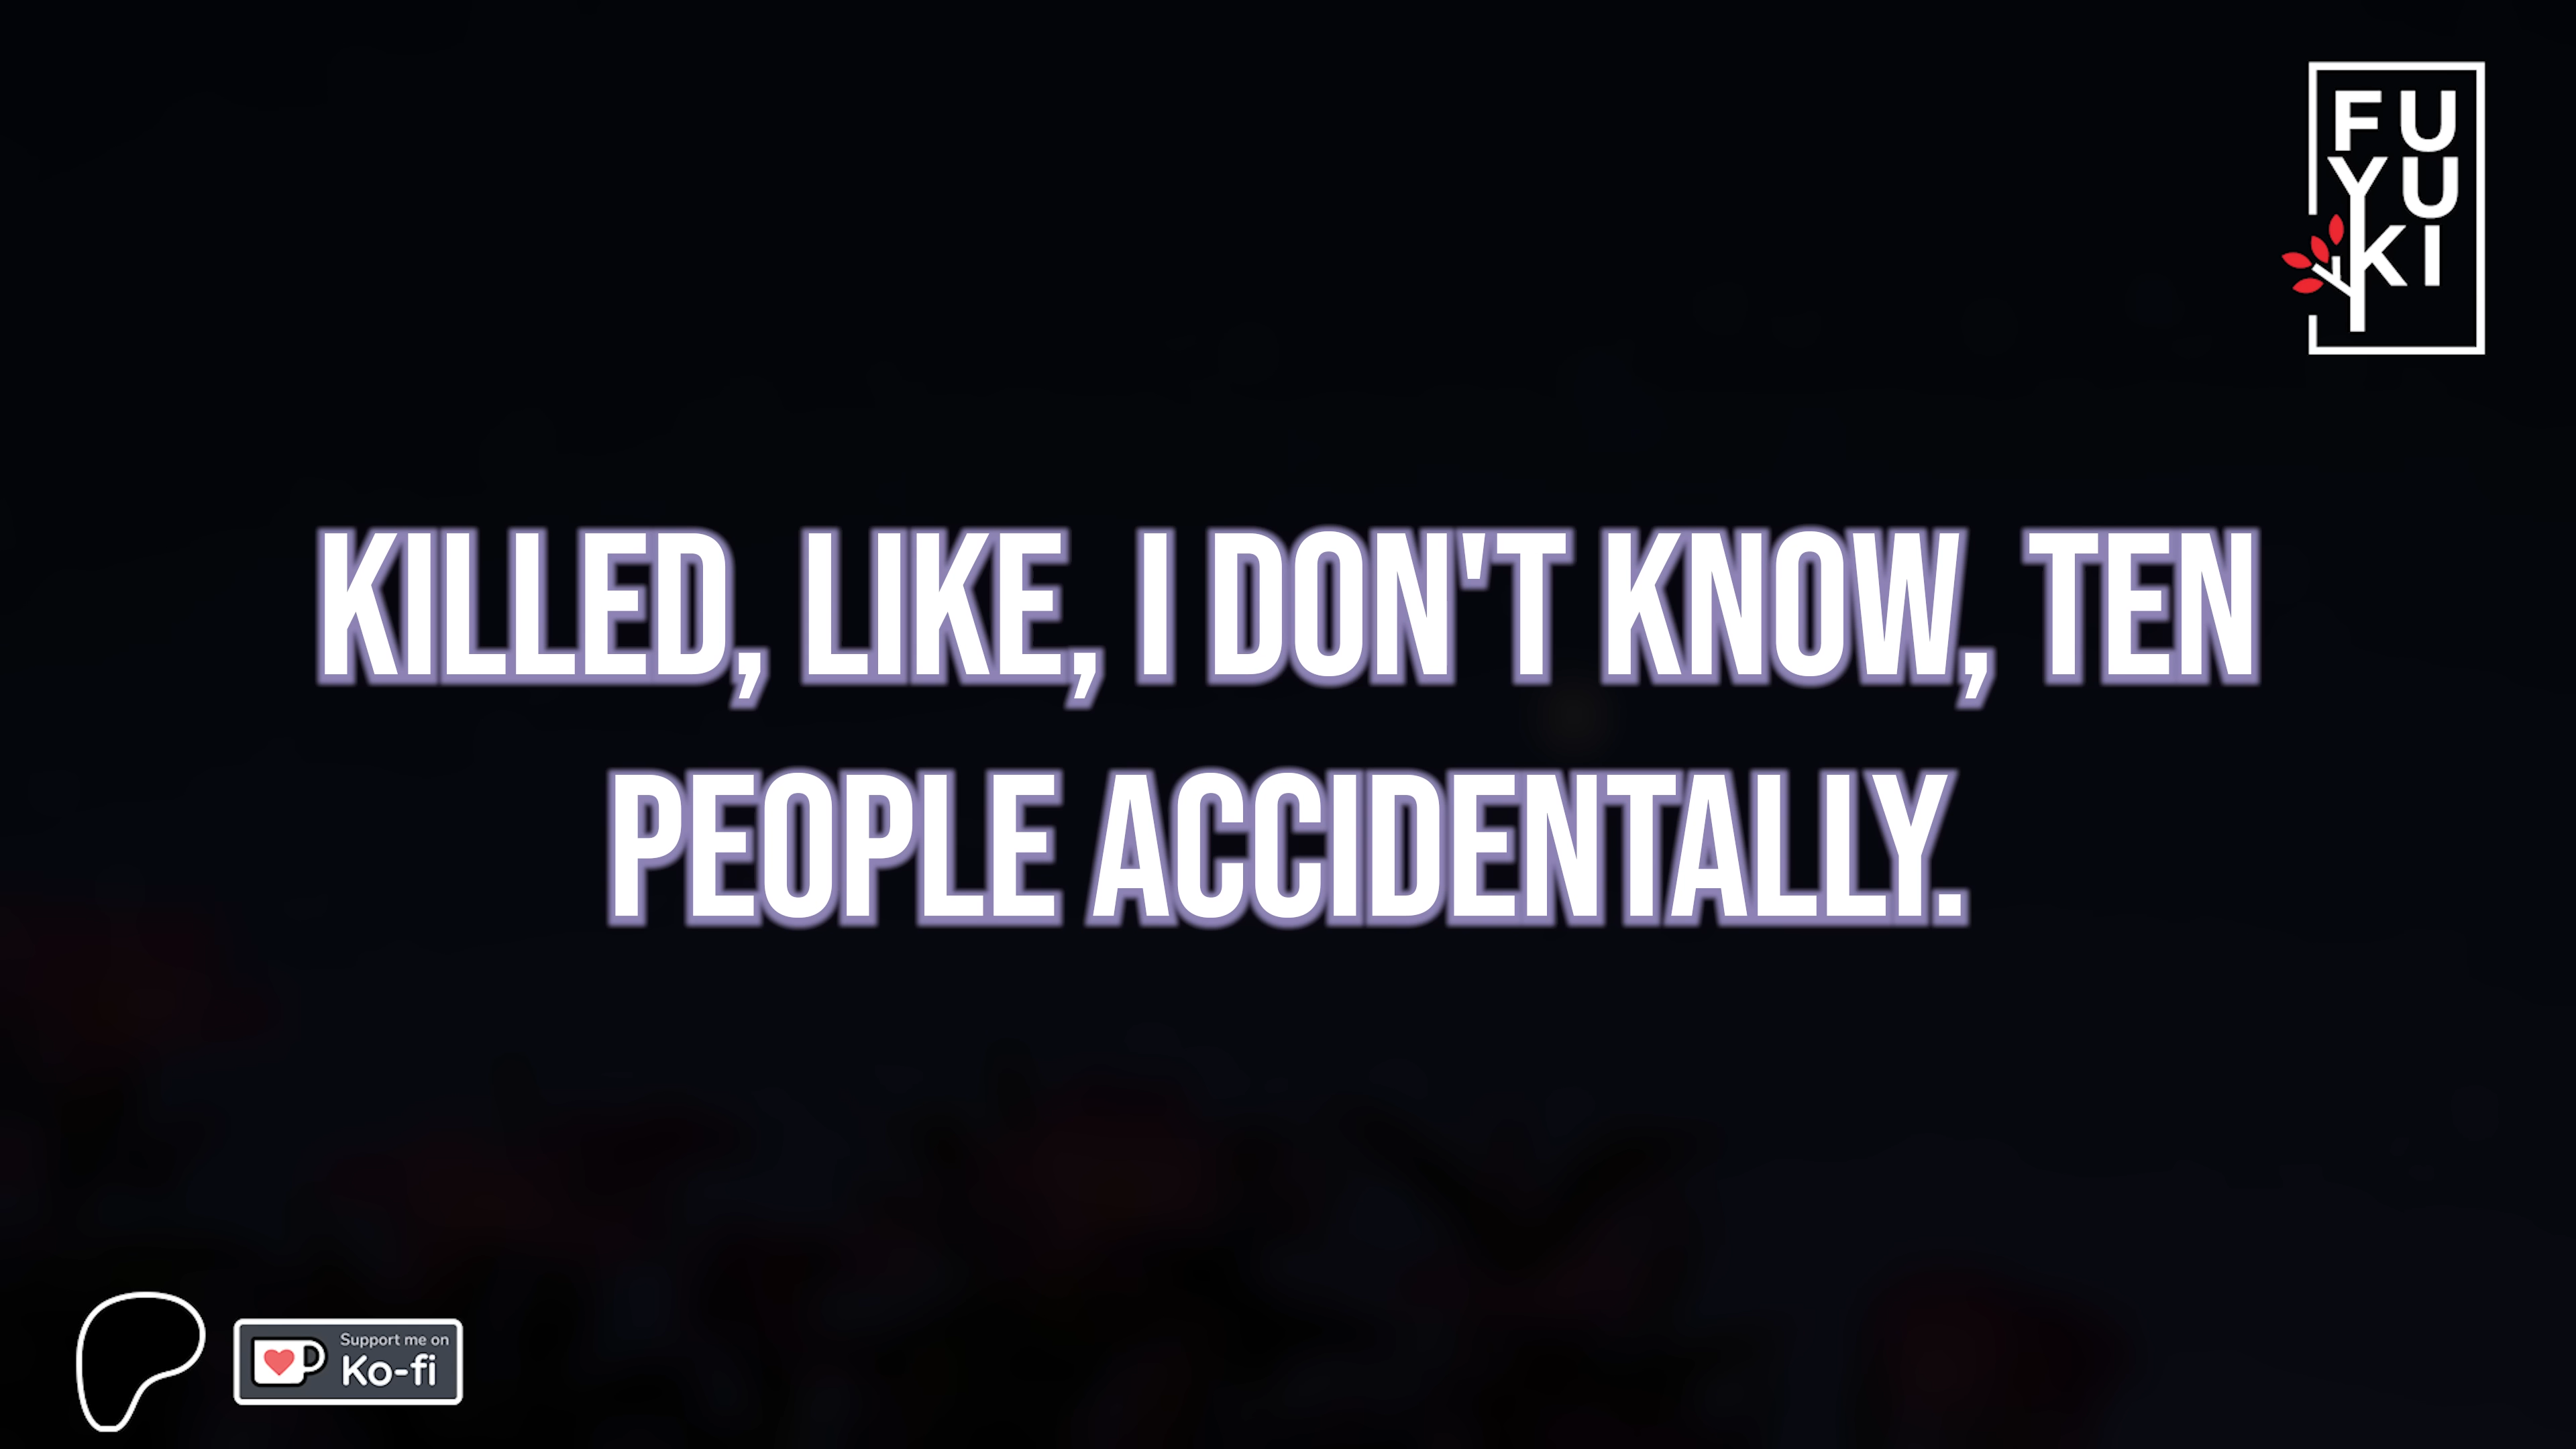 FU
YU
KI
KILLED, LIKE, I DON'T KNOW, TEN
PEOPLE ACCIDENTALLY.
Support me on
Ko-fi